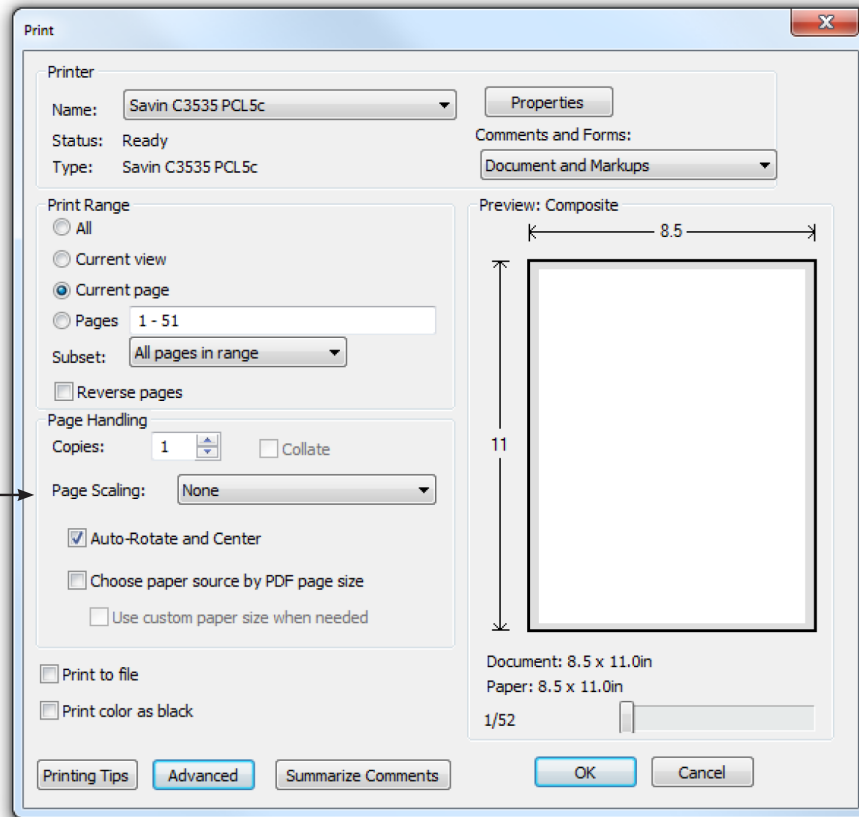 Print
Printer
Name: Savin C3535 PCL5c Properties
Status: Ready Comments and Forms:
Type: Savin C3535 PCL5c Document and Markups
Print Range
All
Current view
Current page
Pages 1 - 51
Subset: All pages in range
Reverse pages
Page Handling
Copies: 1 Collate
Page Scaling: None
Auto-Rotate and Center
Choose paper source by PDF page size
Use custom paper size when needed
Print to file
Print color as black
Preview: Composite
8.5
11
Document: 8.5 x 11.0in
Paper: 8.5 x 11.0in
1/52
Printing Tips Advanced Summarize Comments OK Cancel